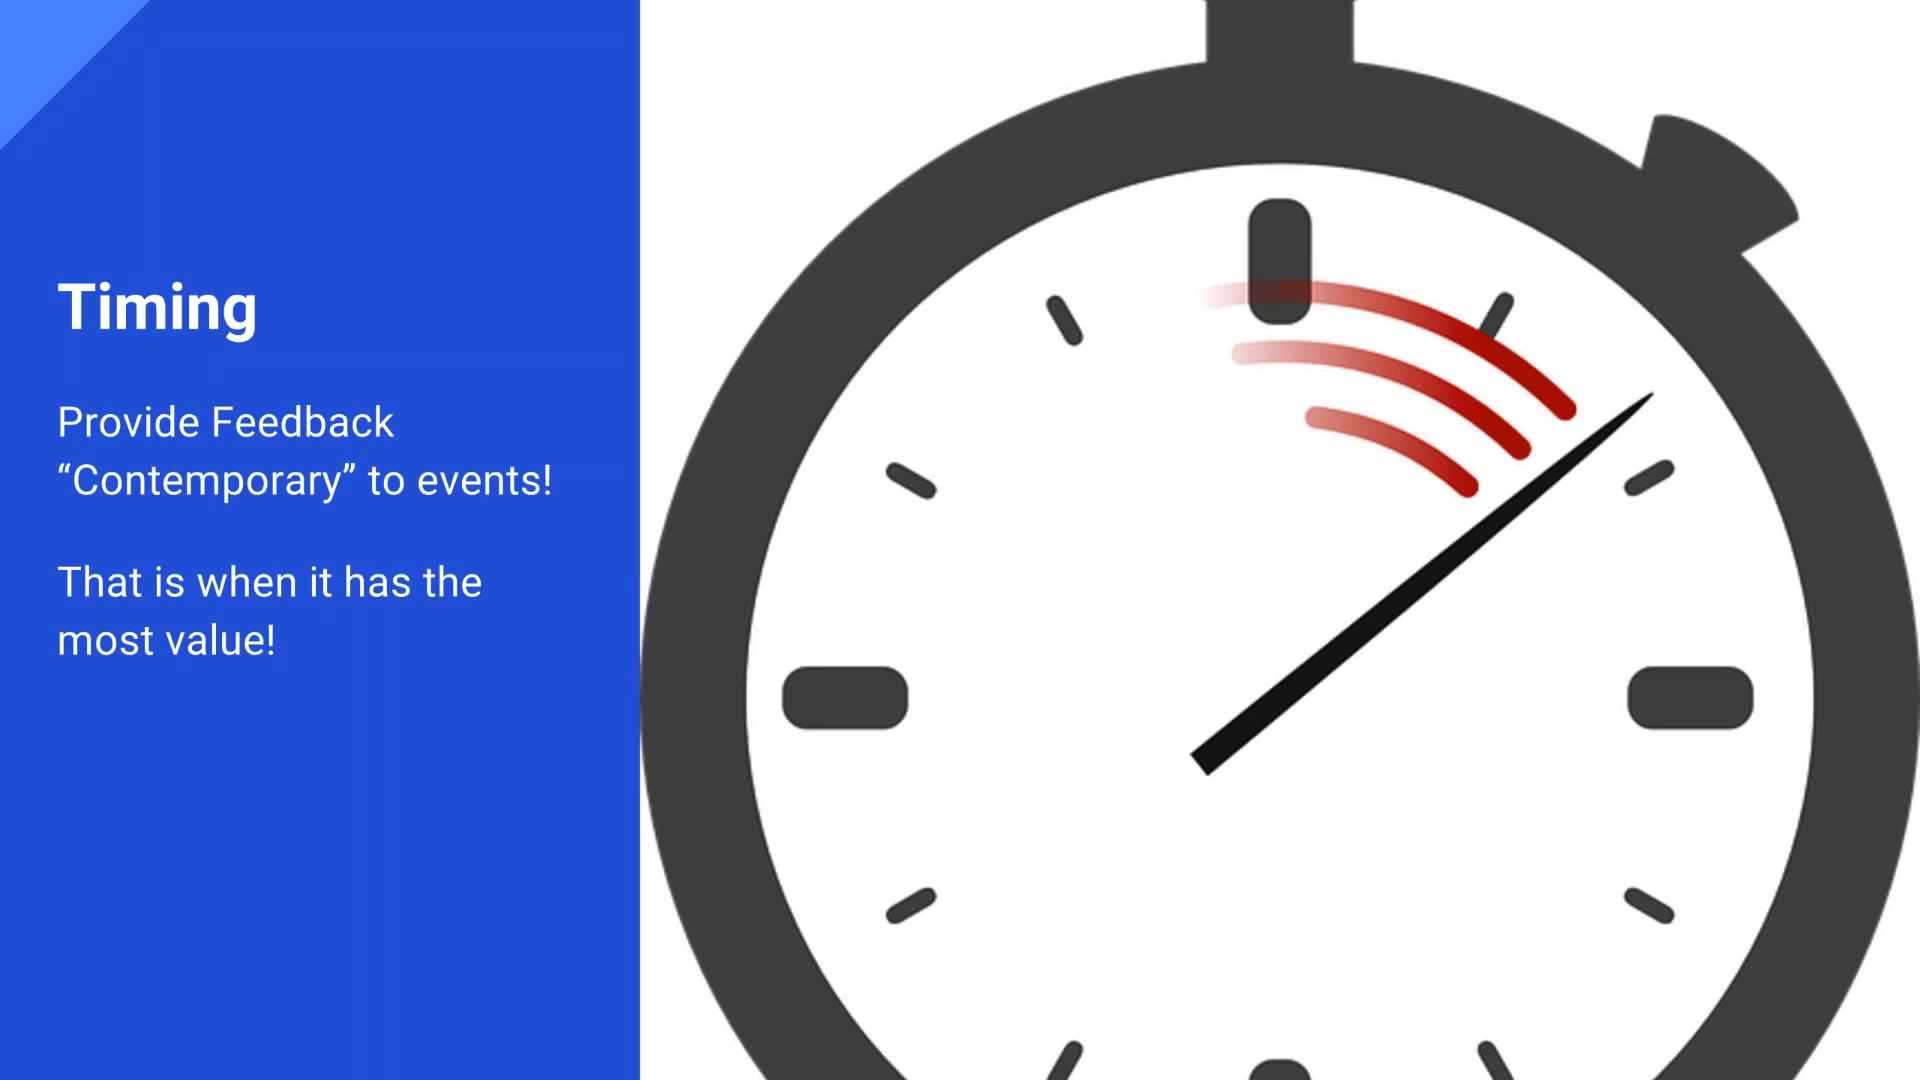 Timing
Provide Feedback
“Contemporary” to events!
That is when it has the
most value!